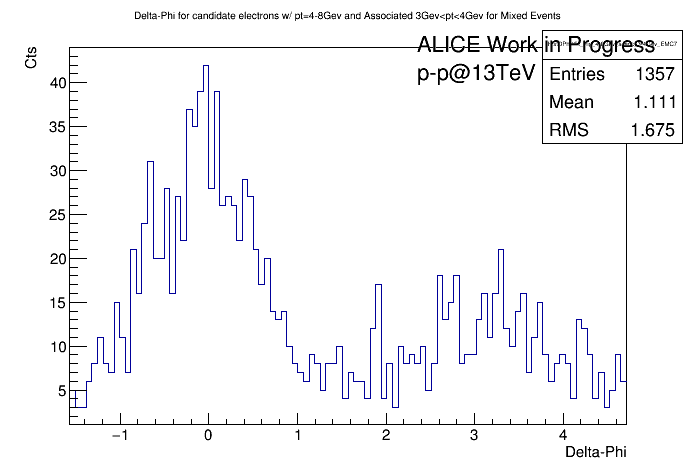 Delta-Phi for candidate electrons w/ pt=4-8Gev and Associated 3Gev<pt<4Gev for Mixed Events
ALICE Work in Progress
p-p@13TeV
Entries 1357
Mean 1.111
RMS 1.675
Cts
40
35
30
25
20
15
10
5
−1 0 1 2 3 4
Delta-Phi